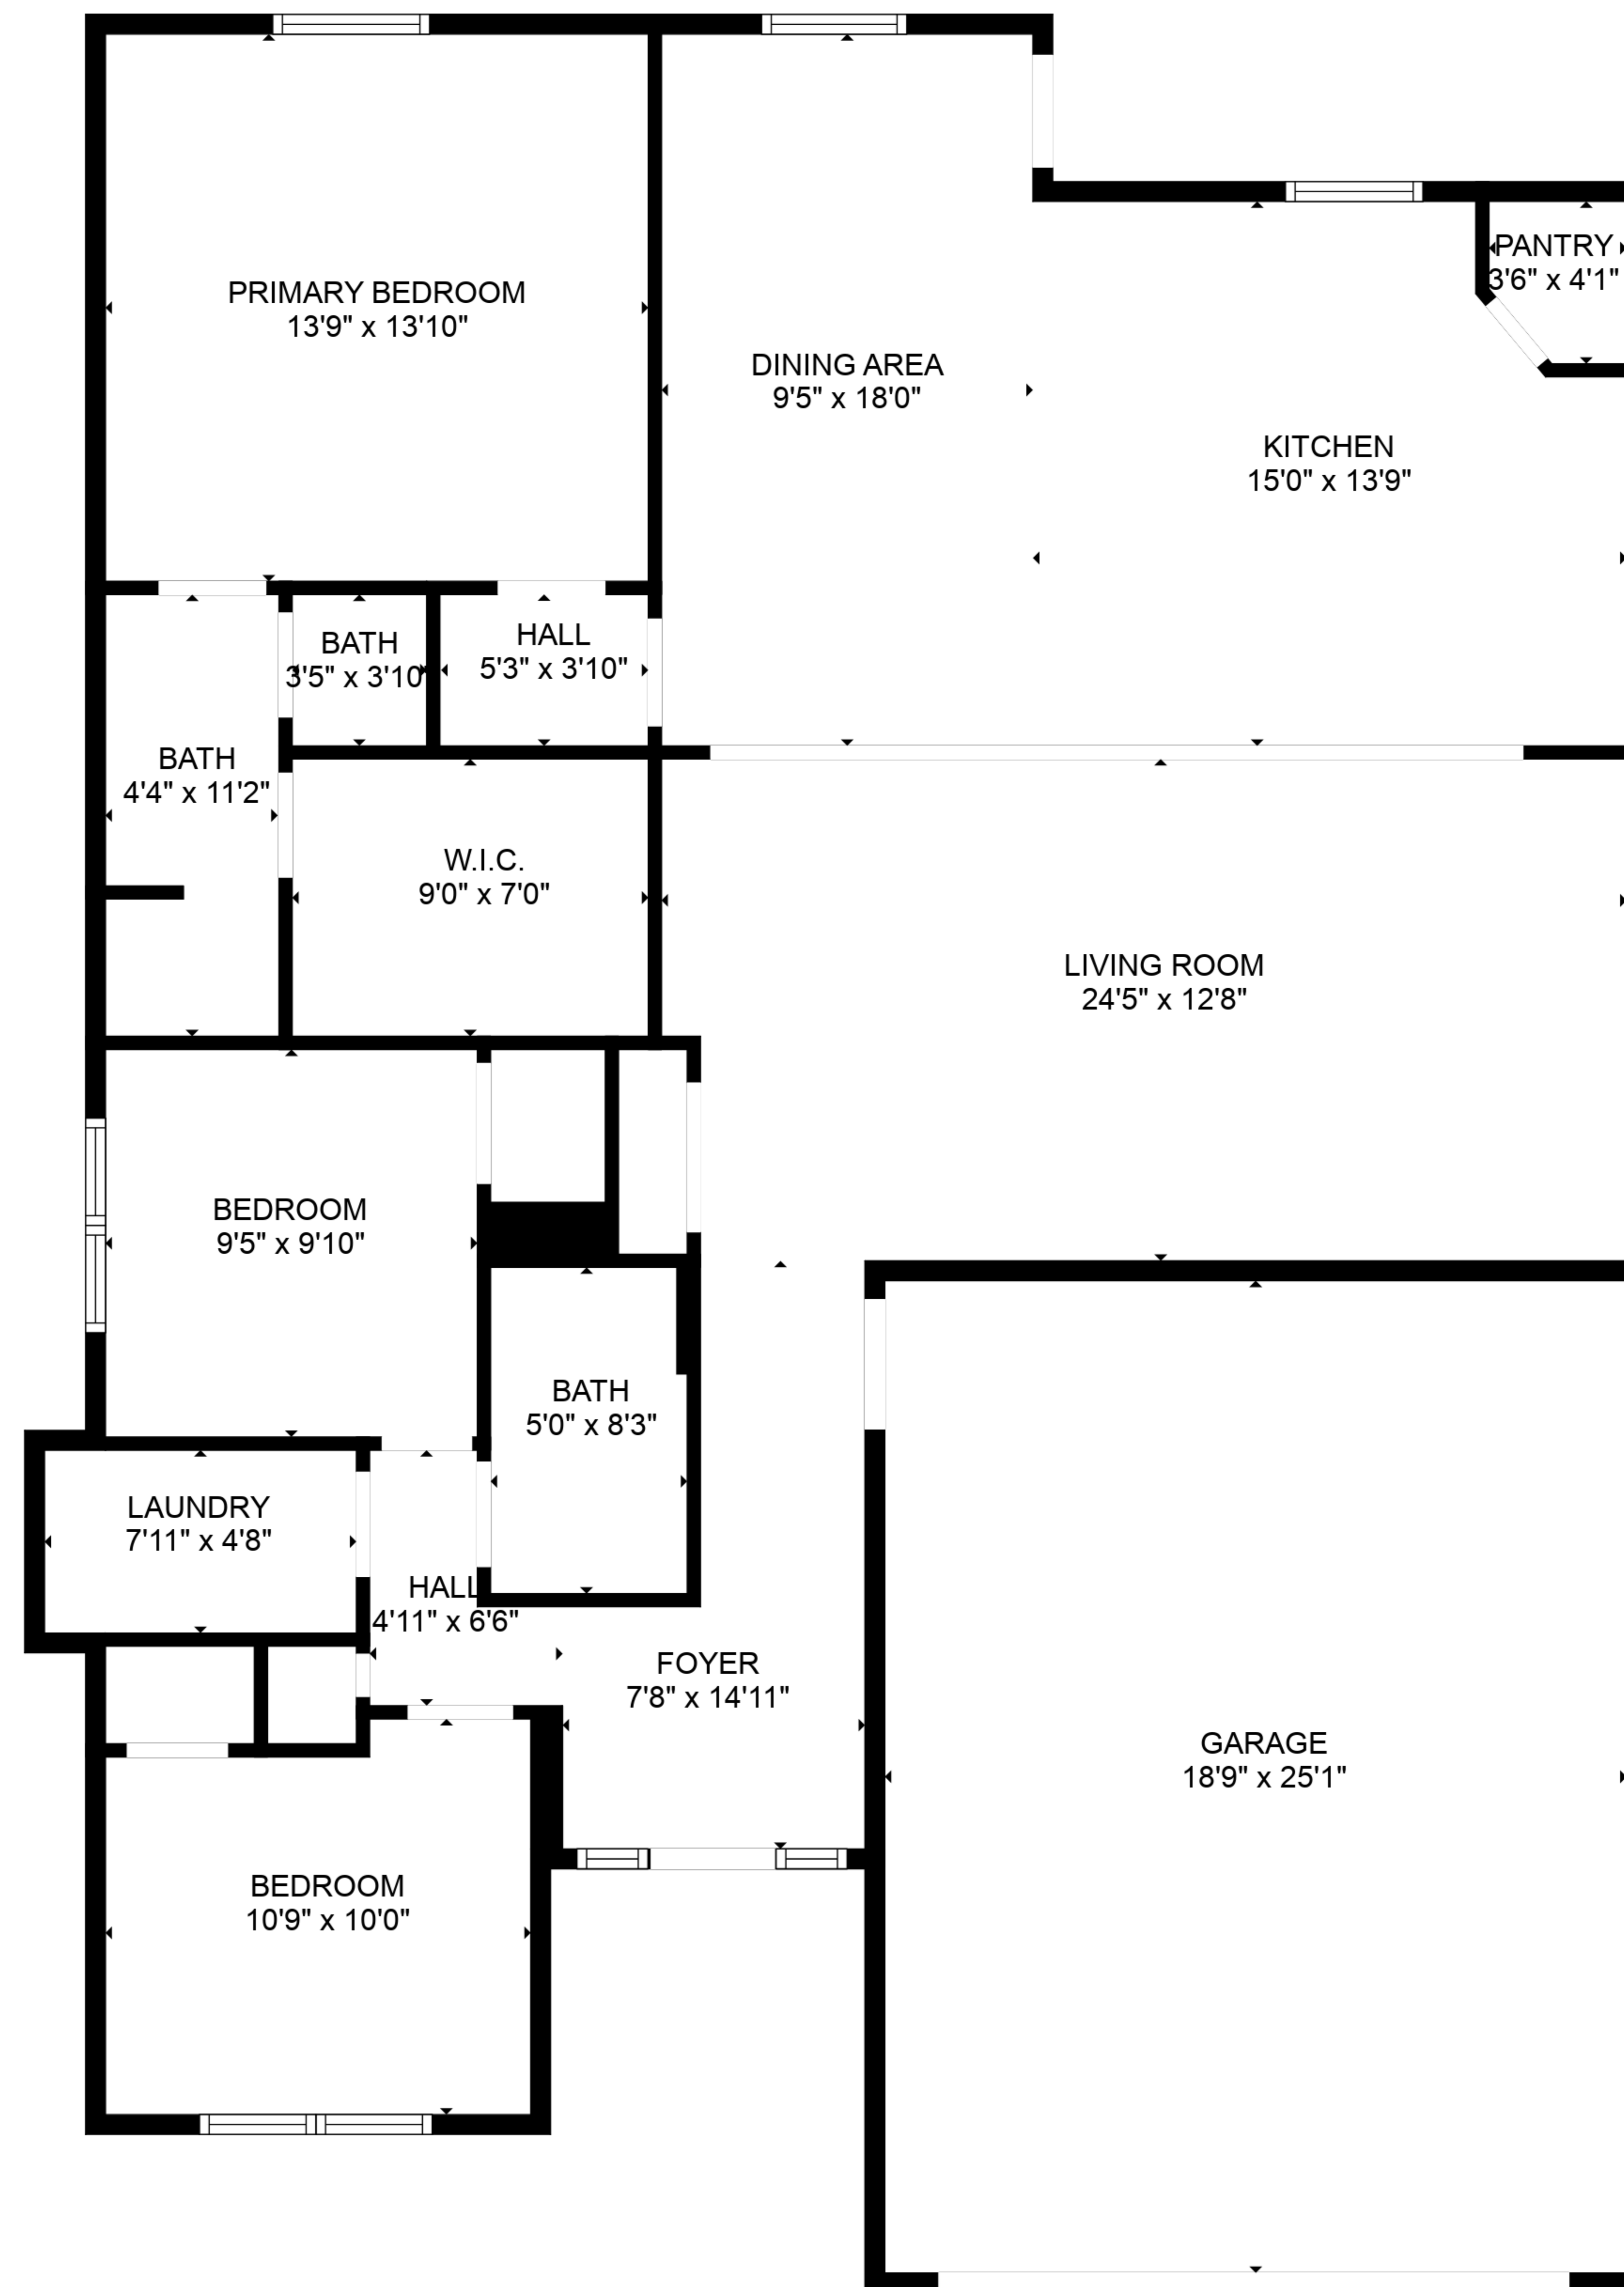 PRIMARY BEDROOM
13'9" x 13'10"
DINING AREA
9'5" x 18'0"
PANTRY
3'6" x 4'1"
KITCHEN
15'0" x 13'9"
BATH
3'5" x 3'10
HALL
5'3" x 3'10"
BATH
4'4" x 11'2"
W.I.C.
9'0" x 7'0"
LIVING ROOM
24'5" x 12'8"
BEDROOM
9'5" x 9'10"
BATH
5'0" x 8'3"
LAUNDRY
7'11" x 4'8"
HALL
4'11" x 6'6"
FOYER
7'8" x 14'11"
GARAGE
18'9" x 25'1"
BEDROOM
10'9" x 10'0"